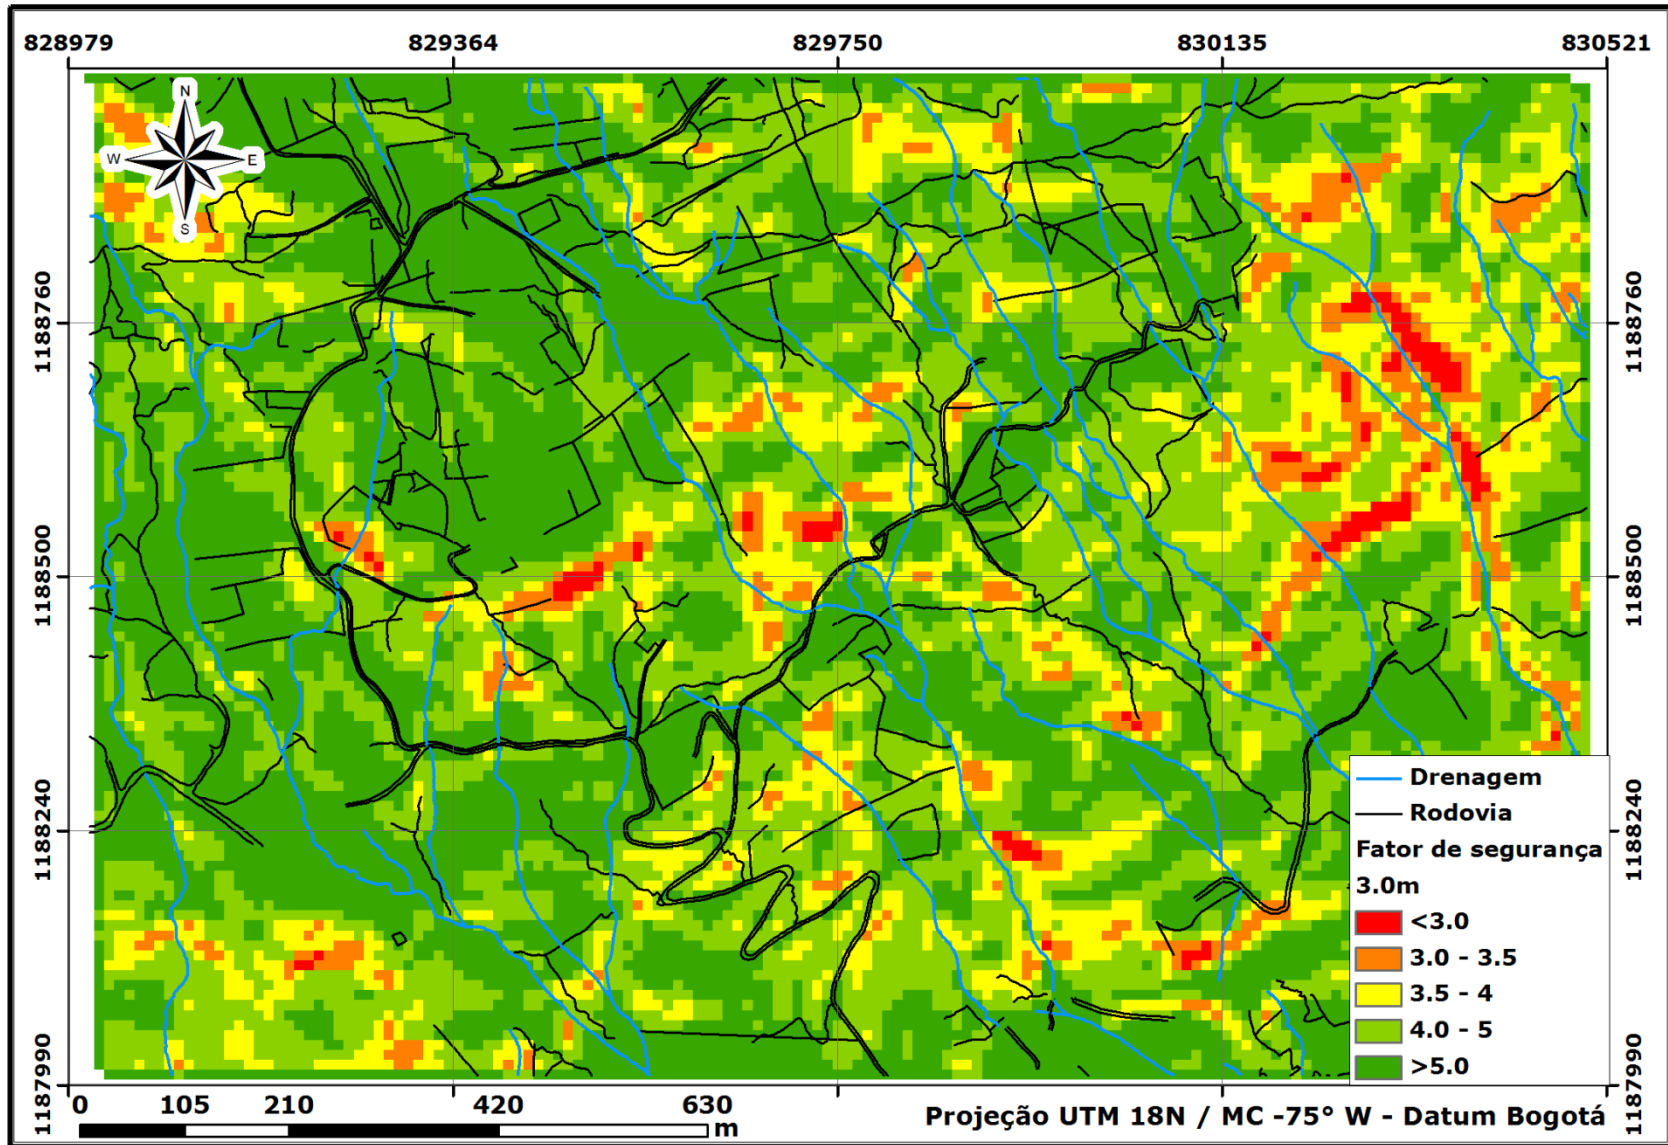 828979 829364 829750 830135 830521
N
W E
S
1188760 1188760
1188500 1188500
Drenagem
Rodovia
Fator de segurança
3.0m
<3.0
3.0 - 3.5
3.5 - 4
4.0 - 5
>5.0
1188240 1188240
1187990 1187990
0 105 210 420 630
m
Projeção UTM 18N / MC -75° W - Datum Bogotá